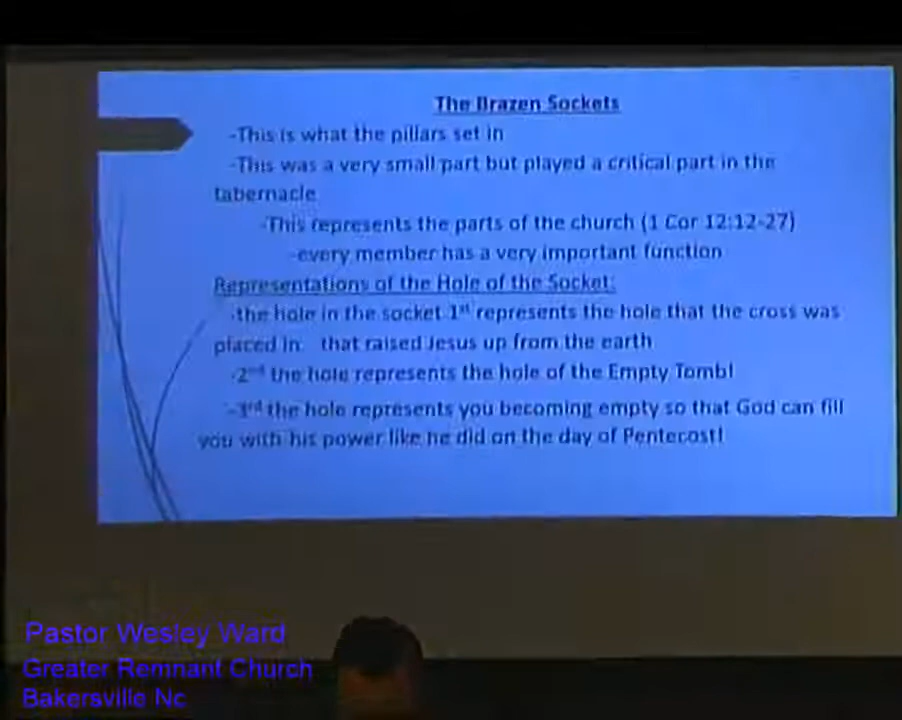 The Brazen Sockets
-This is what the pillars set in
-This was a very small part but played a critical part in the
tabernacle
-This represents the parts of the church (1 Cor 12:12-27)
-every member has a very important function
Representations of the Hole of the Socket:
-the hole in the socket 1st represents the hole that the cross was
placed in that raised Jesus up from the earth
-2nd the hole represents the hole of the Empty Tomb!
-3rd the hole represents you becoming empty so that God can fill
you with his power like he did on the day of Pentecost!
Pastor Wesley Ward
Greater Remnant Church
Bakersville Nc